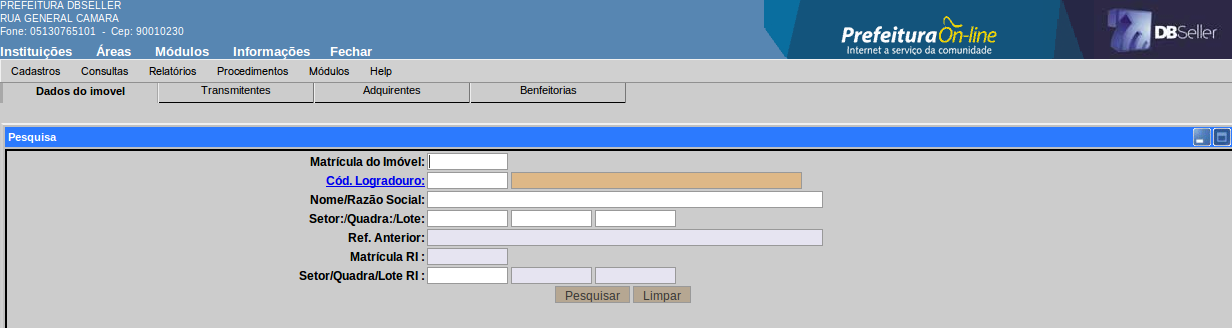 PREFEITURA DBSELLER
RUA GENERAL CAMARA
Fone: 05130765101 - Cep: 90010230
Instituições Áreas Módulos Informações Fechar
PrefeituraOn-line
Internet a serviço da comunidade
DBSeller
Cadastros Consultas Relatórios Procedimentos Módulos Help
Dados do imovel Transmitentes Adquirentes Benfeitorias
Pesquisa
Matrícula do Imóvel:
Cód. Logradouro:
Nome/Razão Social:
Setor:/Quadra:/Lote:
Ref. Anterior:
Matrícula RI :
Setor/Quadra/Lote RI :
Pesquisar Limpar